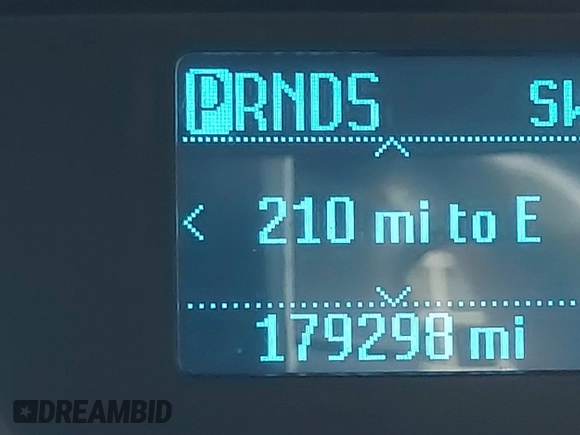 PRNDS
210 mi to E
179298 mi
DREAMBID